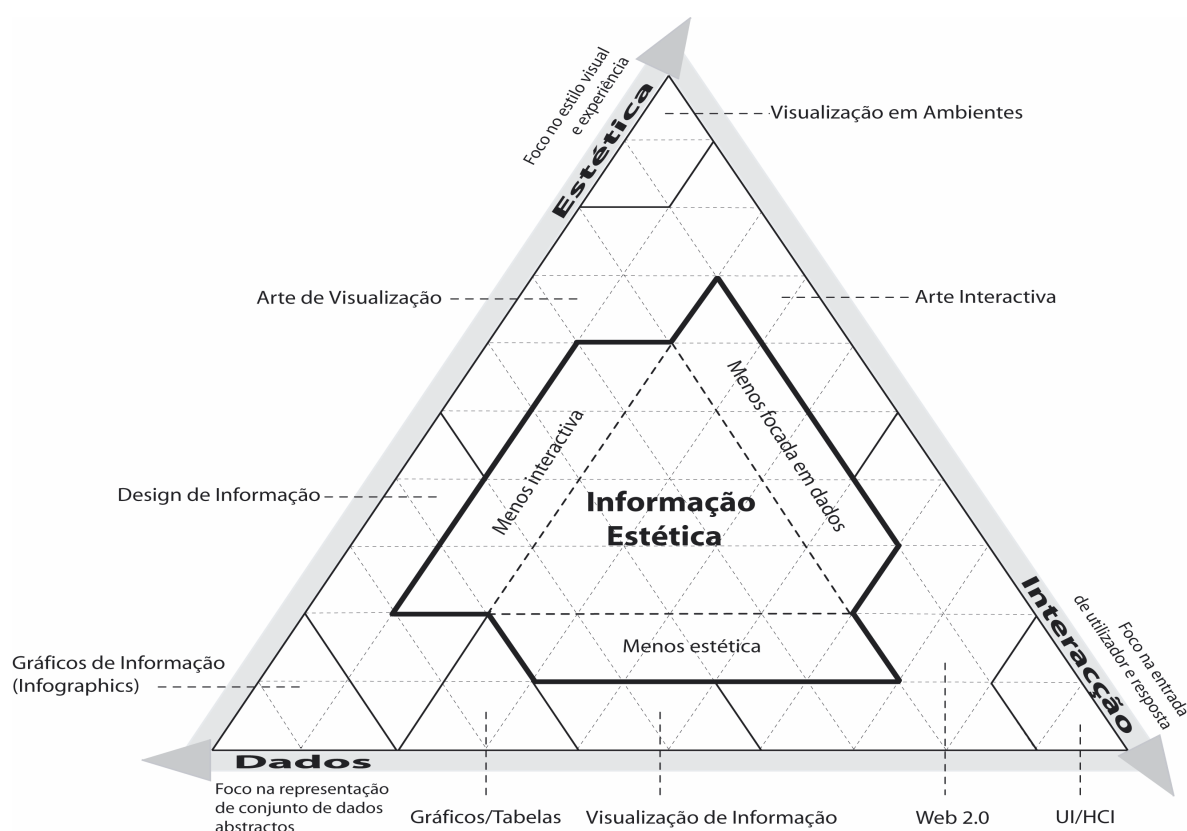 Foco no estilo visual
e experiência
Estética
Visualização em Ambientes
Arte de Visualização
Arte Interactiva
Menos interactiva
Menos focada em dados
Design de Informação
Informação
Estética
Menos estética
Interacção
Foco na entrada
de utilizador e resposta
Gráficos de Informação
(Infographics)
Dados
Foco na representação
de conjunto de dados
abstractos
Gráficos/Tabelas
Visualização de Informação
Web 2.0
UI/HCI